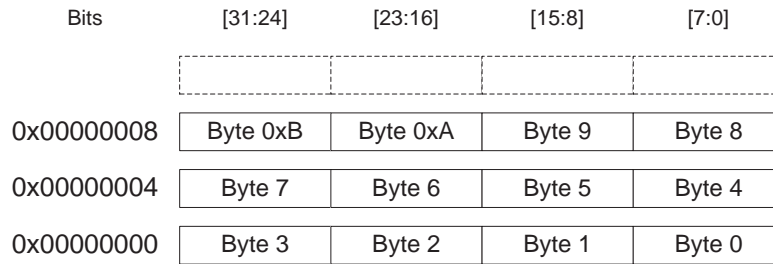 Bits [31:24] [23:16] [15:8] [7:0]
0x00000008 Byte 0xB Byte 0xA Byte 9 Byte 8
0x00000004 Byte 7 Byte 6 Byte 5 Byte 4
0x00000000 Byte 3 Byte 2 Byte 1 Byte 0